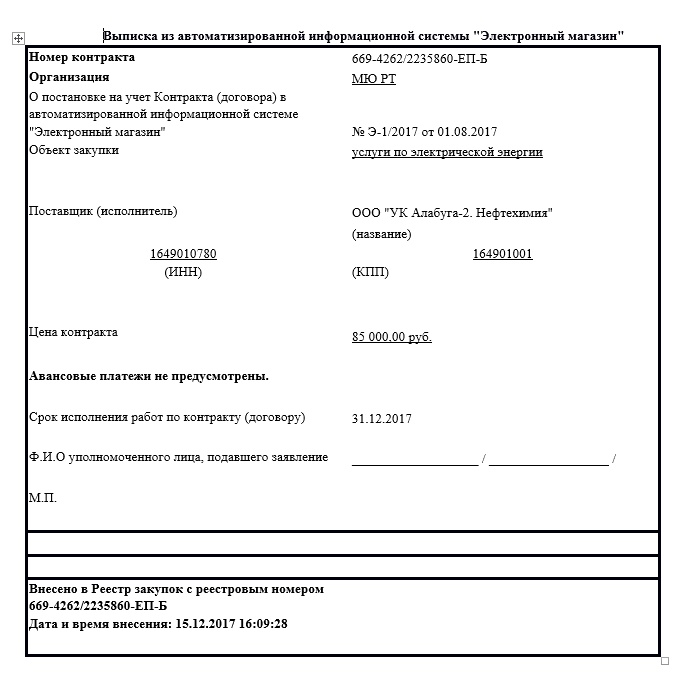 Выписка из автоматизированной информационной системы "Электронный магазин"
Номер контракта 669-4262/2235860-ЕП-Б
Организация МЮ РТ
О постановке на учет Контракта (договора) в
автоматизированной информационной системе
"Электронный магазин" № Э-1/2017 от 01.08.2017
Объект закупки услуги по электрической энергии
Поставщик (исполнитель) ООО "УК Алабуга-2. Нефтехимия"
(название)
1649010780 164901001
(ИНН) (КПП)
Цена контракта 85 000,00 руб.
Авансовые платежи не предусмотрены.
Срок исполнения работ по контракту (договору) 31.12.2017
Ф.И.О уполномоченного лица, подавшего заявление ____________________ / ___________________ /
М.П.
Внесено в Реестр закупок с реестровым номером
669-4262/2235860-ЕП-Б
Дата и время внесения: 15.12.2017 16:09:28